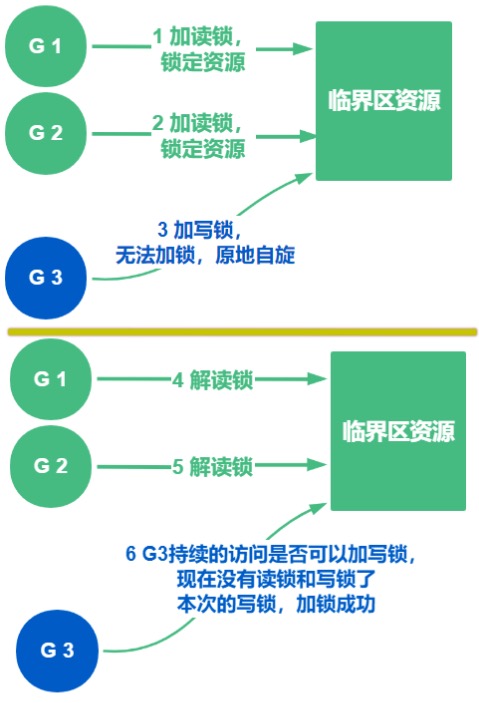 G 1
1 加读锁，
锁定资源
临界区资源
G 2
2 加读锁，
锁定资源
3 加写锁，
无法加锁，原地自旋
G 3
G 1
4 解读锁
临界区资源
G 2
5 解读锁
6 G3持续的访问是否可以加写锁，
现在没有读锁和写锁了
本次的写锁，加锁成功
G 3